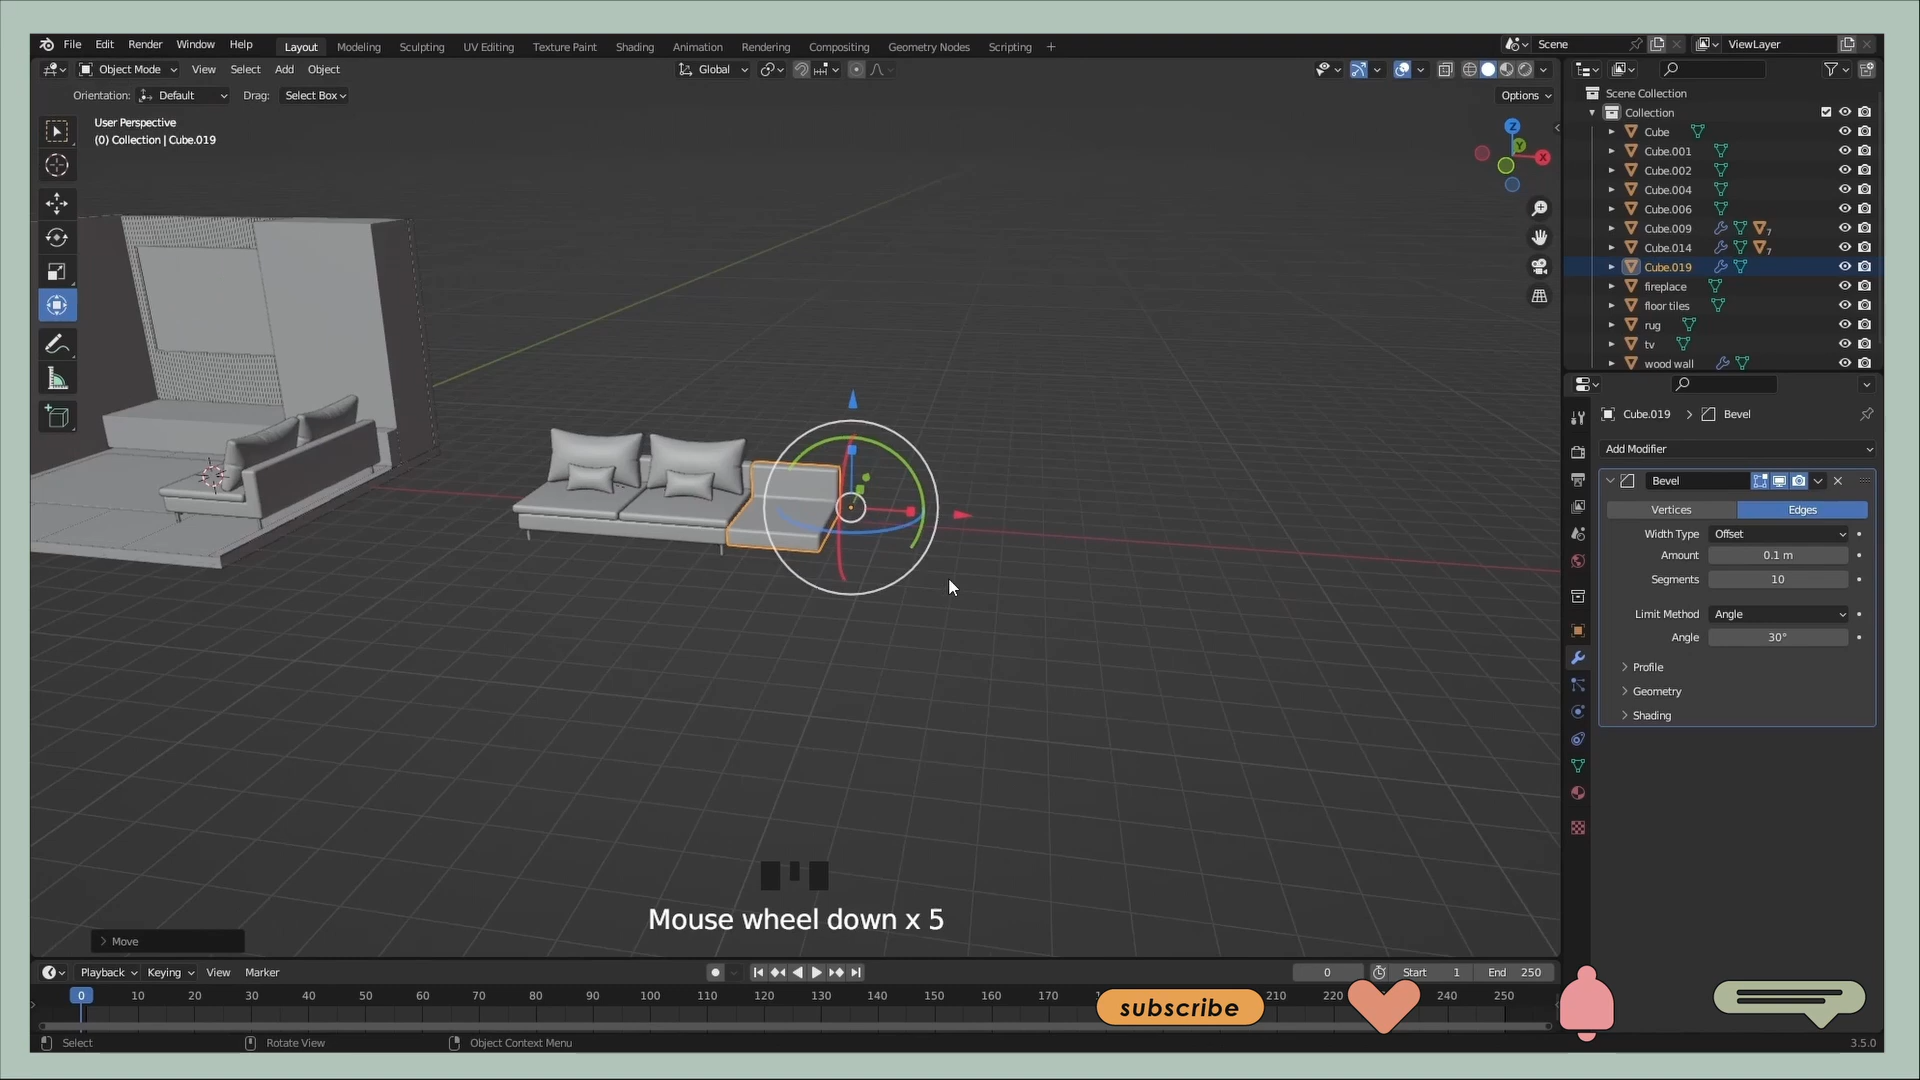 File Edit Render Window Help Layout Modeling Sculpting UV Editing Texture Paint Shading Animation Rendering Compositing Geometry Nodes Scripting + Scene ViewLayer
Object Mode View Select Add Object Global
Orientation: Default Drag: Select Box Options
User Perspective
(0) Collection | Cube.019
Z
Y
X
Scene Collection
Collection
Cube
Cube.001
Cube.002
Cube.004
Cube.006
Cube.009 7
Cube.014 7
Cube.019
fireplace
floor tiles
rug
tv
wood wall
Cube.019 > Bevel
Add Modifier
Bevel
Vertices Edges
Width Type Offset
Amount 0.1 m
Segments 10
Limit Method Angle
Angle 30°
Profile
Geometry
Shading
Mouse wheel down x 5
Move
Playback Keying View Marker 0 Start 1 End 250
0 10 20 30 40 50 60 70 80 90 100 110 120 130 140 150 160 170 210 220 240 250
subscribe
Select Rotate View Object Context Menu 3.5.0